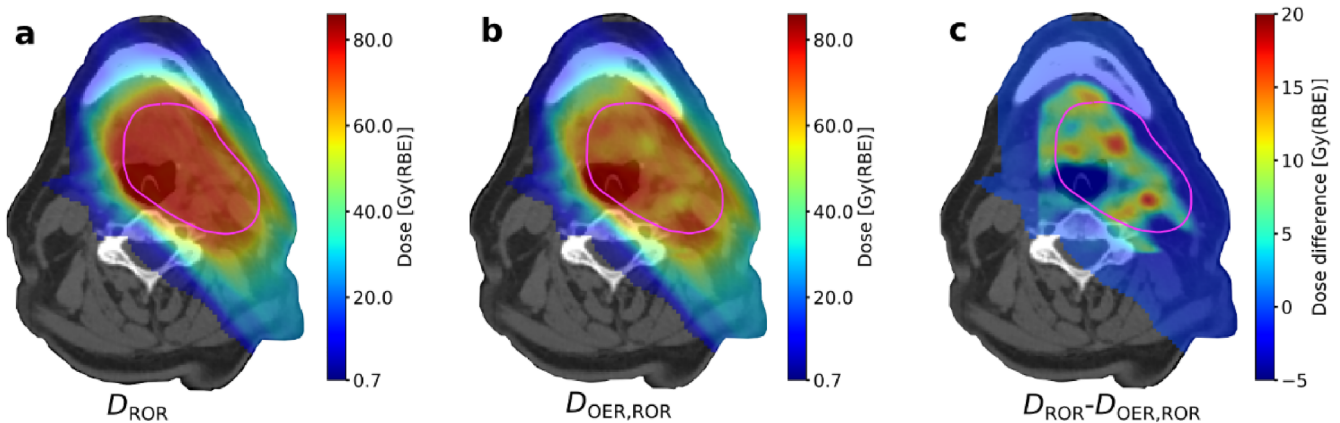 a
80.0
60.0
40.0
20.0
0.7
Dose [Gy(RBE)]
D_ROR
b
80.0
60.0
40.0
20.0
0.7
Dose [Gy(RBE)]
D_OER,ROR
c
20
15
10
5
0
−5
Dose difference [Gy(RBE)]
D_ROR-D_OER,ROR